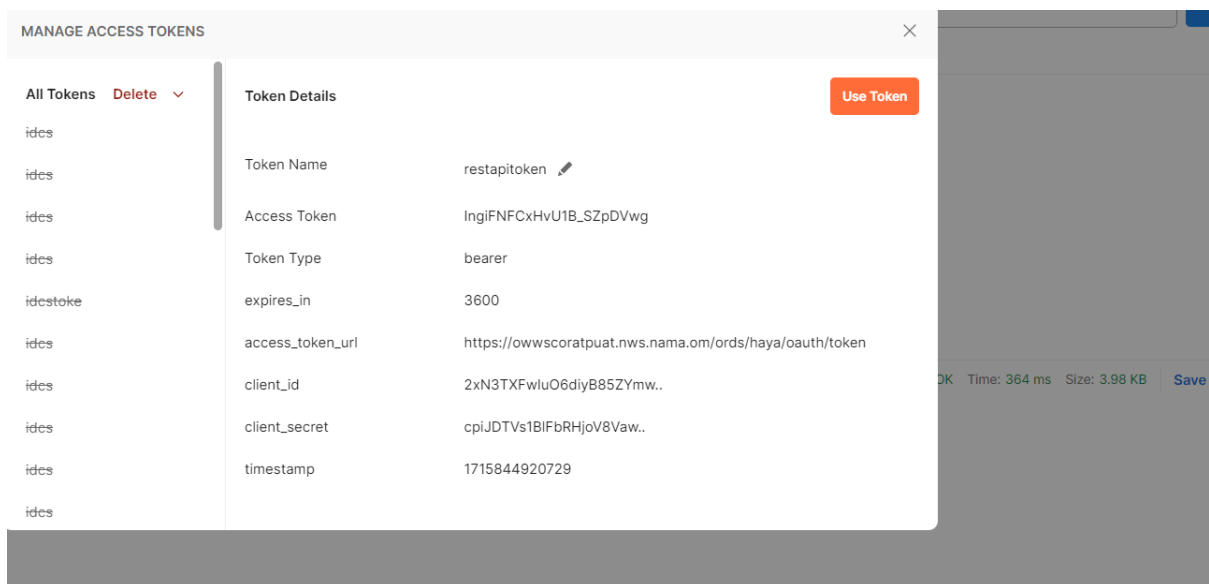 MANAGE ACCESS TOKENS
All Tokens Delete
ides
ides
ides
ides
idcstoke
ides
ides
ides
ides
ides
Token Details
Use Token
Token Name restapitoken
Access Token IngiFNFCxHvU1B_SZpDVwg
Token Type bearer
expires_in 3600
access_token_url https://owwscoratpuat.nws.nama.om/ords/haya/oauth/token
client_id 2xN3TXFwIuO6diyB85ZYmw..
client_secret cpiJDTVs1BlFbRHjoV8Vaw..
timestamp 1715844920729
OK Time: 364 ms Size: 3.98 KB Save